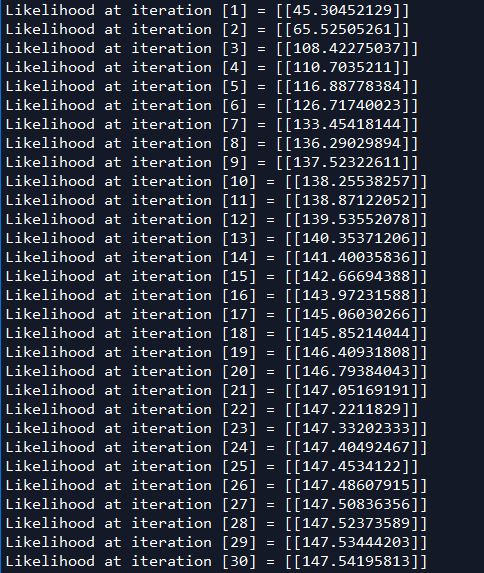 Likelihood at iteration [1] = [[45.30452129]]
Likelihood at iteration [2] = [[65.52505261]]
Likelihood at iteration [3] = [[108.42275037]]
Likelihood at iteration [4] = [[110.7035211]]
Likelihood at iteration [5] = [[116.88778384]]
Likelihood at iteration [6] = [[126.71740023]]
Likelihood at iteration [7] = [[133.45418144]]
Likelihood at iteration [8] = [[136.29029894]]
Likelihood at iteration [9] = [[137.52322611]]
Likelihood at iteration [10] = [[138.25538257]]
Likelihood at iteration [11] = [[138.87122052]]
Likelihood at iteration [12] = [[139.53552078]]
Likelihood at iteration [13] = [[140.35371206]]
Likelihood at iteration [14] = [[141.40035836]]
Likelihood at iteration [15] = [[142.66694388]]
Likelihood at iteration [16] = [[143.97231588]]
Likelihood at iteration [17] = [[145.06030266]]
Likelihood at iteration [18] = [[145.85214044]]
Likelihood at iteration [19] = [[146.40931808]]
Likelihood at iteration [20] = [[146.79384043]]
Likelihood at iteration [21] = [[147.05169191]]
Likelihood at iteration [22] = [[147.2211829]]
Likelihood at iteration [23] = [[147.33202333]]
Likelihood at iteration [24] = [[147.40492467]]
Likelihood at iteration [25] = [[147.4534122]]
Likelihood at iteration [26] = [[147.48607915]]
Likelihood at iteration [27] = [[147.50836356]]
Likelihood at iteration [28] = [[147.52373589]]
Likelihood at iteration [29] = [[147.53444203]]
Likelihood at iteration [30] = [[147.54195813]]